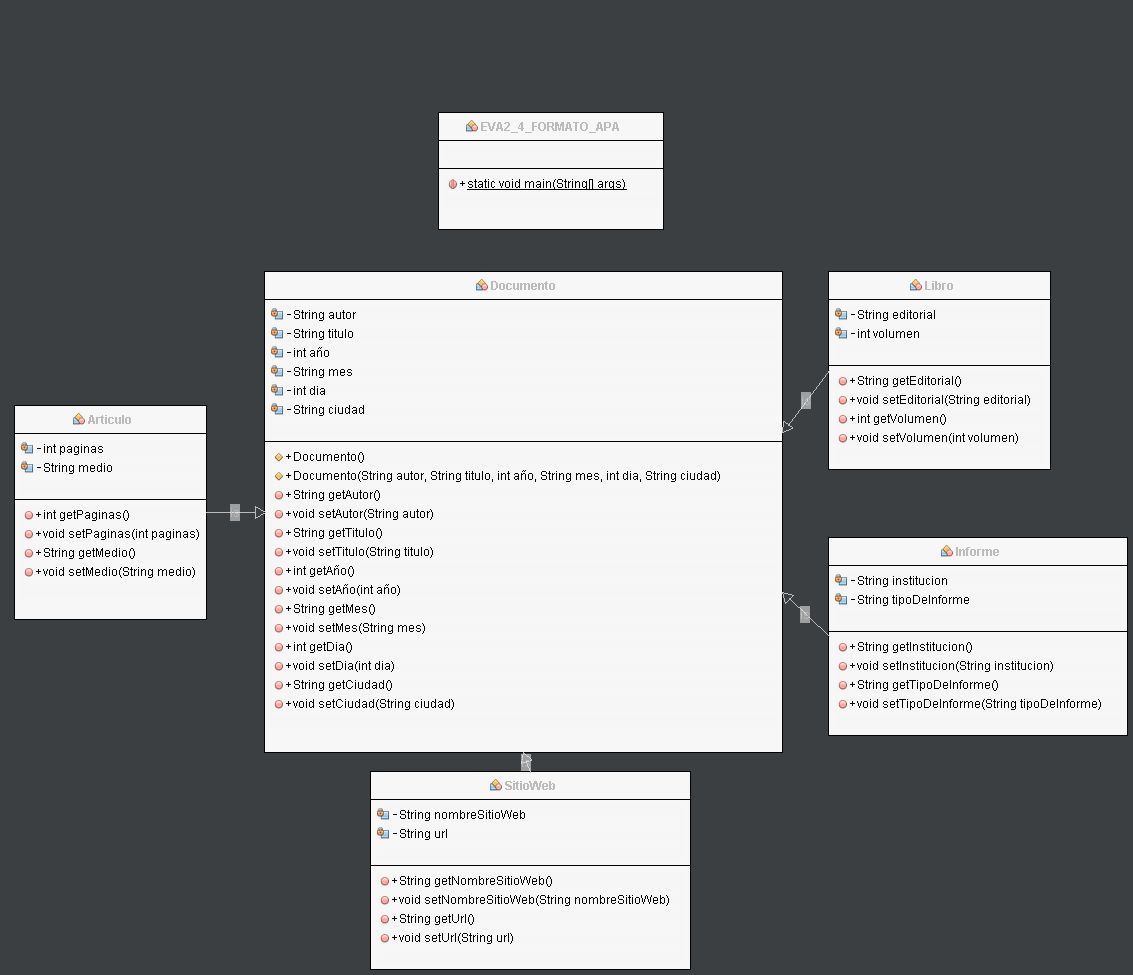 EVA2_4_FORMATO_APA
+static void main(String[] args)
Documento
-String autor
-String titulo
-int año
-String mes
-int dia
-String ciudad
+Documento()
+Documento(String autor, String titulo, int año, String mes, int dia, String ciudad)
+String getAutor()
+void setAutor(String autor)
+String getTitulo()
+void setTitulo(String titulo)
+int getAño()
+void setAño(int año)
+String getMes()
+void setMes(String mes)
+int getDia()
+void setDia(int dia)
+String getCiudad()
+void setCiudad(String ciudad)
Libro
-String editorial
-int volumen
+String getEditorial()
+void setEditorial(String editorial)
+int getVolumen()
+void setVolumen(int volumen)
Articulo
-int paginas
-String medio
+int getPaginas()
+void setPaginas(int paginas)
+String getMedio()
+void setMedio(String medio)
Informe
-String institucion
-String tipoDeInforme
+String getInstitucion()
+void setInstitucion(String institucion)
+String getTipoDeInforme()
+void setTipoDeInforme(String tipoDeInforme)
SitioWeb
-String nombreSitioWeb
-String url
+String getNombreSitioWeb()
+void setNombreSitioWeb(String nombreSitioWeb)
+String getUrl()
+void setUrl(String url)